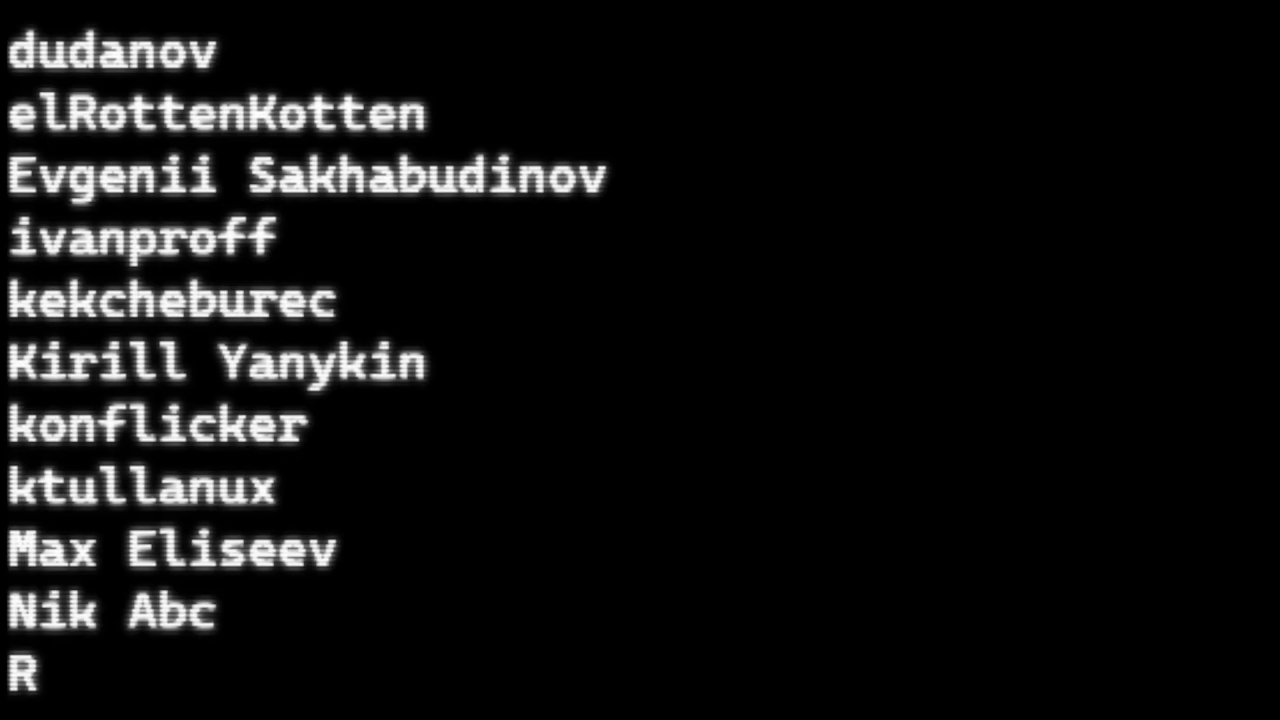 dudanov
elRottenKotten
Evgenii Sakhabudinov
ivanproff
kekcheburec
Kirill Yanykin
konflicker
ktullanux
Max Eliseev
Nik Abc
R